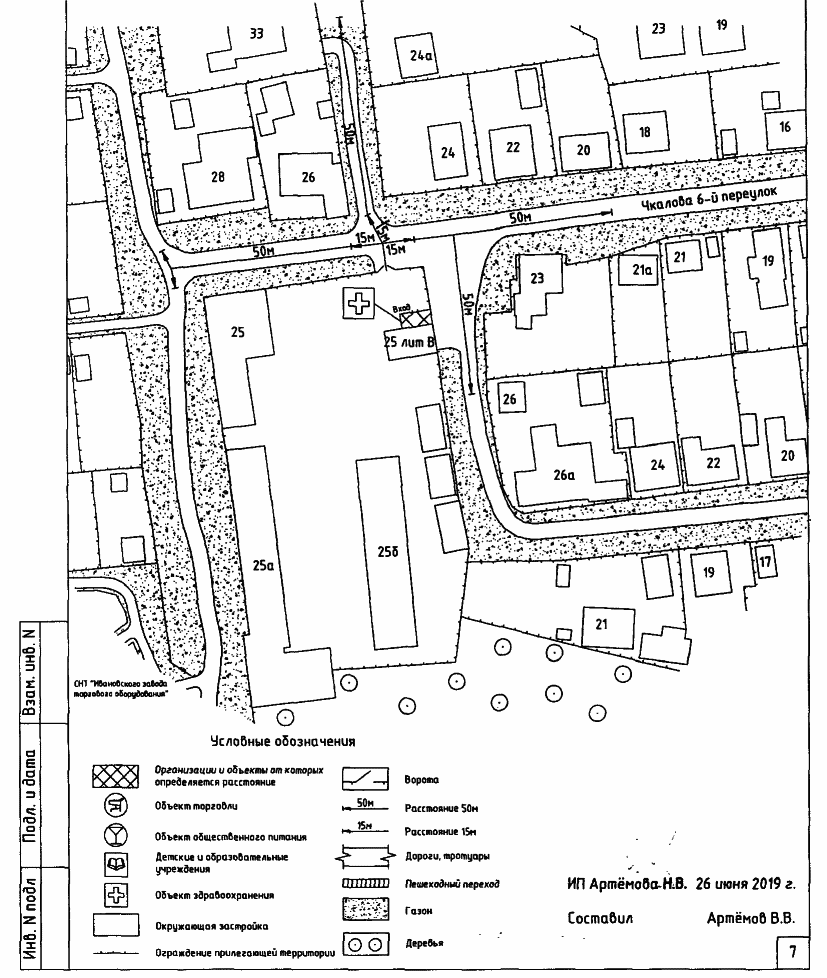 33
24а
23
19
50м
28
26
24
22
20
18
16
Чкалова 6-й переулок
50м
15м
50м
15м
15м
50м
Вход
25
25 лит В
23
21а
21
19
26
26а
24
22
20
25а
25б
21
19
17
СНТ "Ивановского завода
торгового оборудования"
Условные обозначения
Организации и объекты от которых
определяется расстояние
Объект торговли
Объект общественного питания
Детские и образовательные
учреждения
Объект здравоохранения
Окружающая застройка
Ограждение прилегающей территории
Ворота
50м Расстояние 50м
15м Расстояние 15м
Дороги, тротуары
Пешеходный переход
Газон
Деревья
ИП Артёмова Н.В. 26 июня 2019 г.
Составил Артёмов В.В.
7
Взам. инв. N
Подл. и дата
Инв. N подл